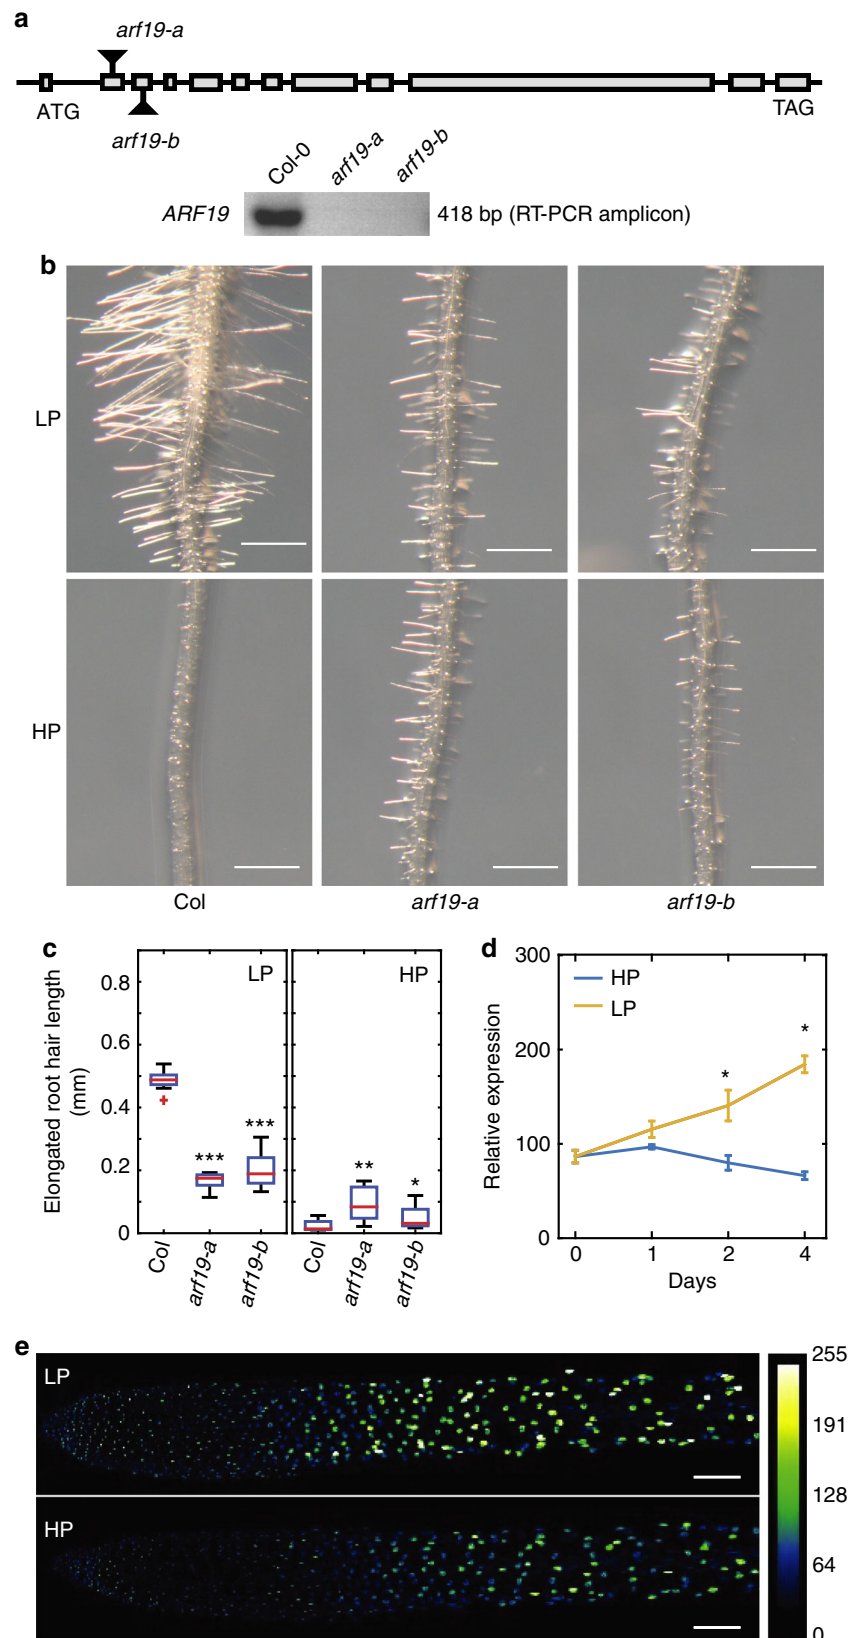 a
arf19-a
ATG
TAG
arf19-b
Col-0
arf19-a
arf19-b
ARF19
418 bp (RT-PCR amplicon)
b
LP
HP
Col
arf19-a
arf19-b
c
Elongated root hair length
(mm)
LP
HP
0.8
0.6
0.4
0.2
0
***
***
**
*
Col
arf19-a
arf19-b
Col
arf19-a
arf19-b
d
Relative expression
300
200
100
0
HP
LP
*
*
0
1
2
4
Days
e
LP
HP
255
191
128
64
0